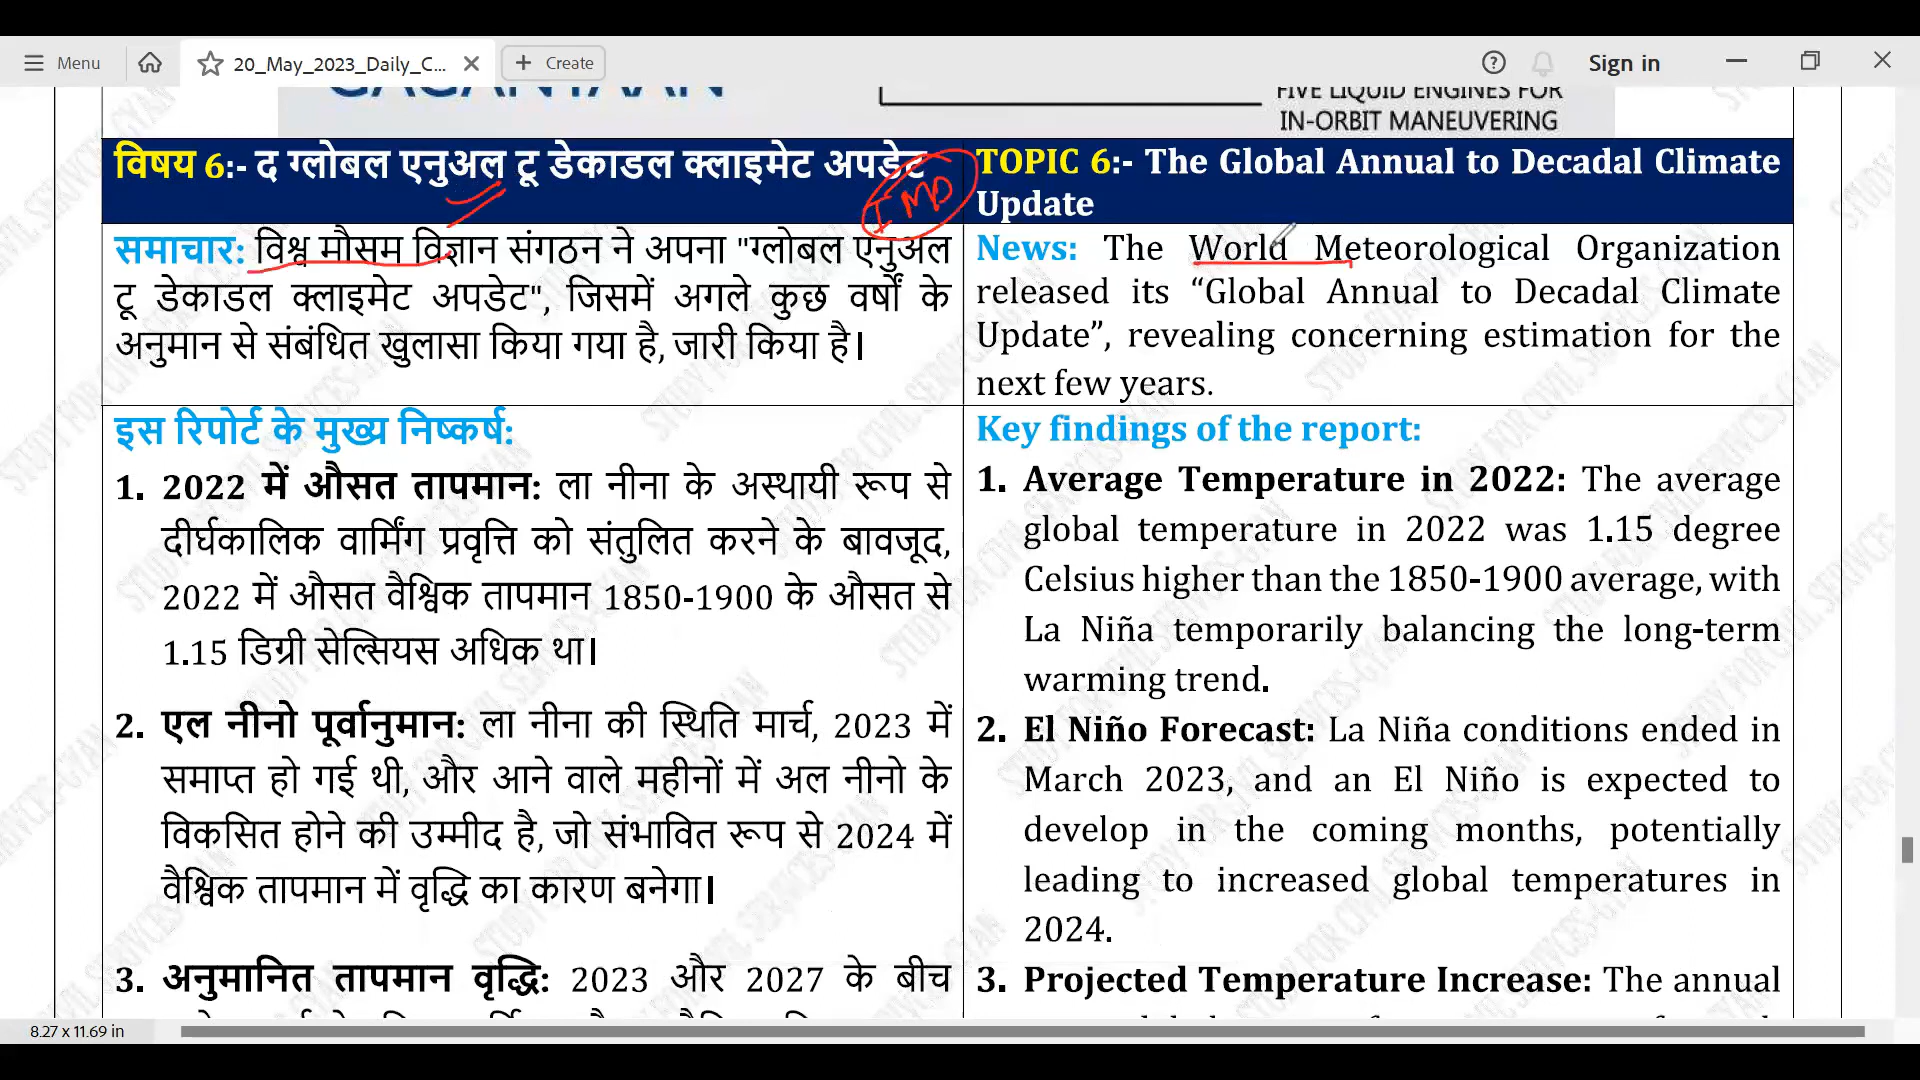 Menu
20_May_2023_Daily_C...
Create
Sign in
FIVE LIQUID ENGINES FOR
IN-ORBIT MANEUVERING
विषय 6:- द ग्लोबल एनुअल टू डेकाडल क्लाइमेट अपडेट
IMD
समाचार: विश्व मौसम विज्ञान संगठन ने अपना "ग्लोबल एनुअल
टू डेकाडल क्लाइमेट अपडेट", जिसमें अगले कुछ वर्षों के
अनुमान से संबंधित खुलासा किया गया है, जारी किया है।
इस रिपोर्ट के मुख्य निष्कर्ष:
1. 2022 में औसत तापमान: ला नीना के अस्थायी रूप से
दीर्घकालिक वार्मिंग प्रवृत्ति को संतुलित करने के बावजूद,
2022 में औसत वैश्विक तापमान 1850-1900 के औसत से
1.15 डिग्री सेल्सियस अधिक था।
2. एल नीनो पूर्वानुमान: ला नीना की स्थिति मार्च, 2023 में
समाप्त हो गई थी, और आने वाले महीनों में अल नीनो के
विकसित होने की उम्मीद है, जो संभावित रूप से 2024 में
वैश्विक तापमान में वृद्धि का कारण बनेगा।
3. अनुमानित तापमान वृद्धि: 2023 और 2027 के बीच
TOPIC 6:- The Global Annual to Decadal Climate
Update
News: The World Meteorological Organization
released its “Global Annual to Decadal Climate
Update”, revealing concerning estimation for the
next few years.
Key findings of the report:
1. Average Temperature in 2022: The average
global temperature in 2022 was 1.15 degree
Celsius higher than the 1850-1900 average, with
La Niña temporarily balancing the long-term
warming trend.
2. El Niño Forecast: La Niña conditions ended in
March 2023, and an El Niño is expected to
develop in the coming months, potentially
leading to increased global temperatures in
2024.
3. Projected Temperature Increase: The annual
8.27 x 11.69 in